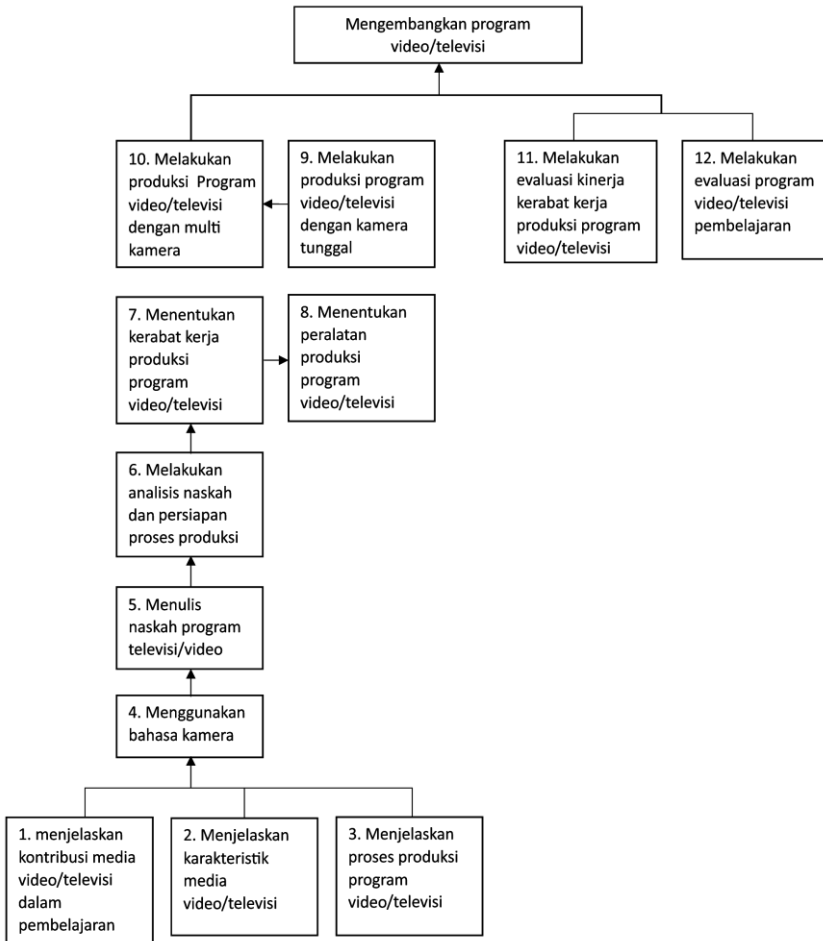 Mengembangkan program
video/televisi
10. Melakukan
produksi Program
video/televisi
dengan multi
kamera
9. Melakukan
produksi program
video/televisi
dengan kamera
tunggal
11. Melakukan
evaluasi kinerja
kerabat kerja
produksi program
video/televisi
12. Melakukan
evaluasi program
video/televisi
pembelajaran
7. Menentukan
kerabat kerja
produksi
program
video/televisi
8. Menentukan
peralatan
produksi
program
video/televisi
6. Melakukan
analisis naskah
dan persiapan
proses produksi
5. Menulis
naskah program
televisi/video
4. Menggunakan
bahasa kamera
1. menjelaskan
kontribusi media
video/televisi
dalam
pembelajaran
2. Menjelaskan
karakteristik
media
video/televisi
3. Menjelaskan
proses produksi
program
video/televisi